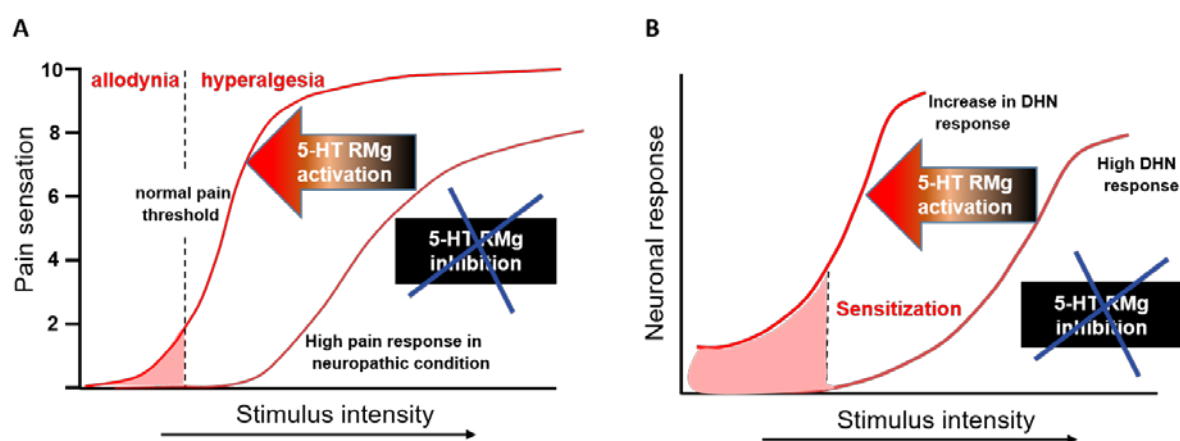 A
10
8
6
4
2
Pain sensation
allodynia
hyperalgesia
5-HT RMg
activation
normal pain
threshold
5-HT RMg
inhibition
High pain response in
neuropathic condition
Stimulus intensity
B
Neuronal response
Increase in DHN
response
5-HT RMg
activation
High DHN
response
Sensitization
5-HT RMg
inhibition
Stimulus intensity